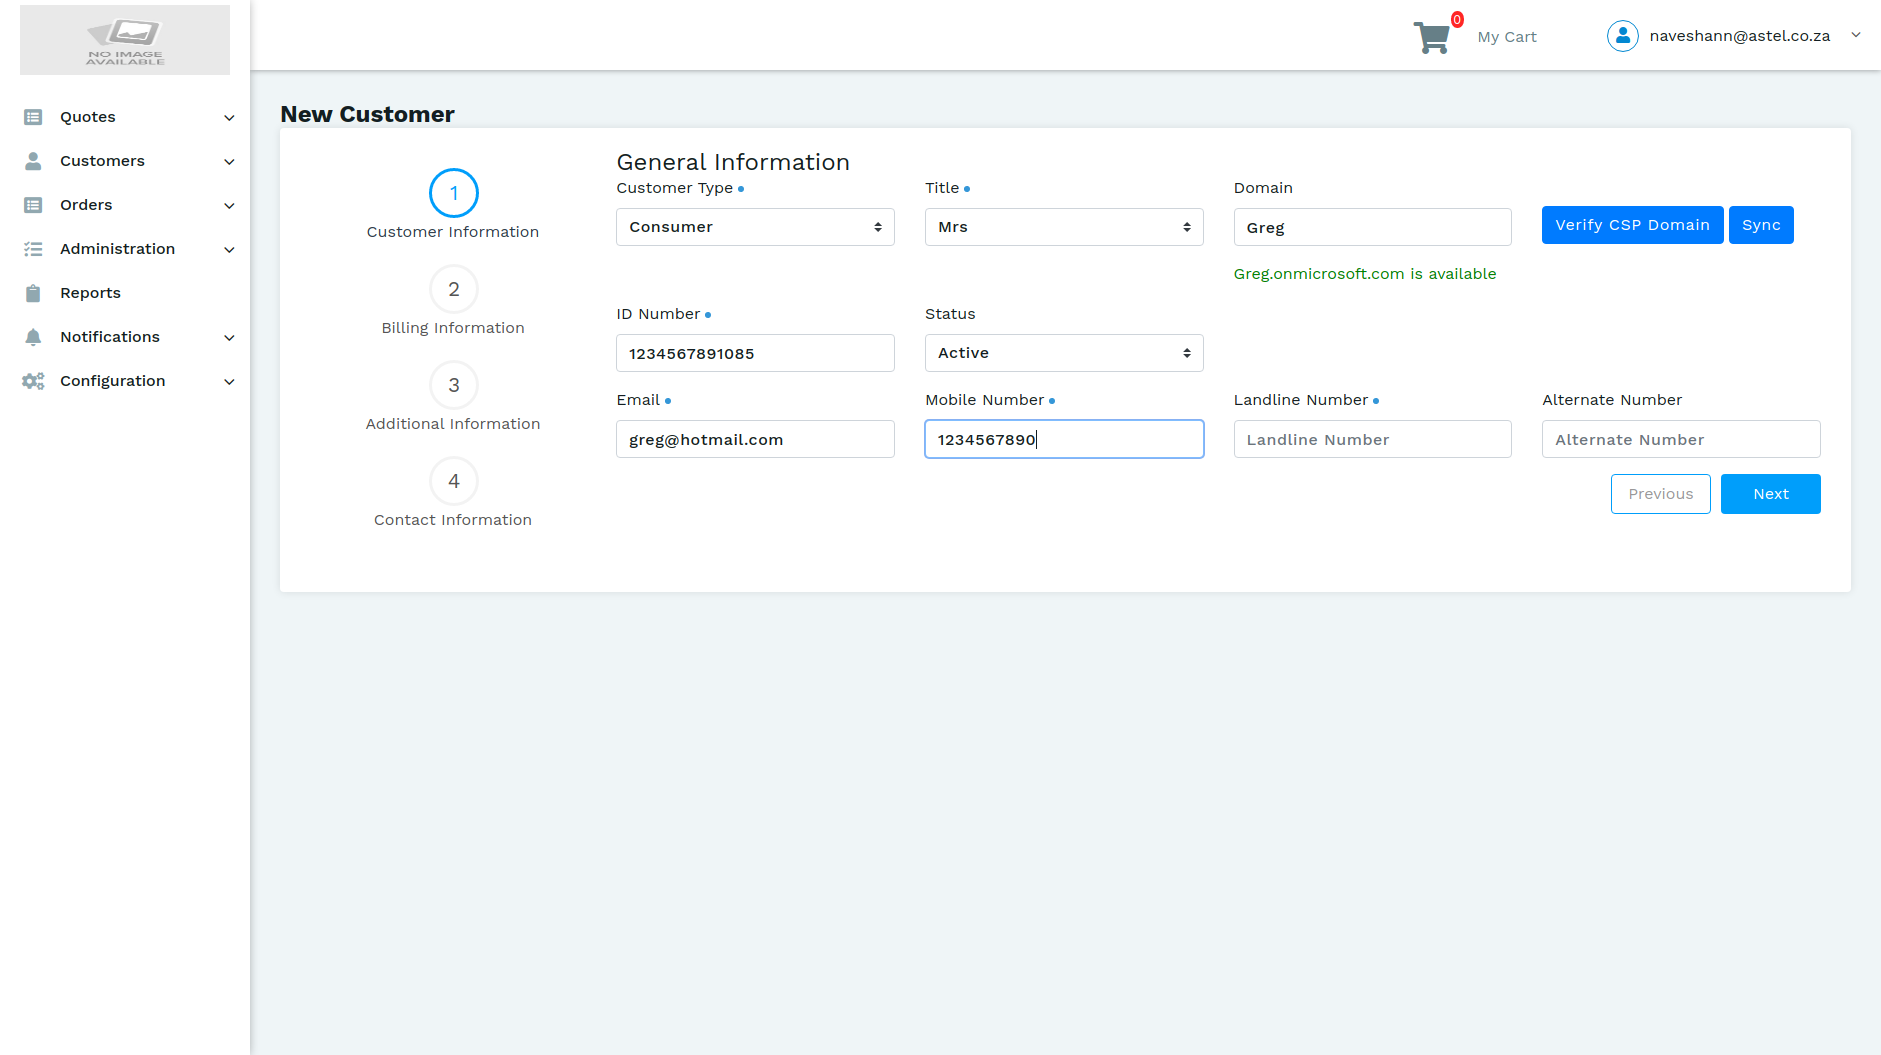 NO IMAGE
AVAILABLE
0
My Cart
naveshann@astel.co.za
Quotes
Customers
Orders
Administration
Reports
Notifications
Configuration
New Customer
1
Customer Information
2
Billing Information
3
Additional Information
4
Contact Information
General Information
Customer Type
Consumer
Title
Mrs
Domain
Greg
Verify CSP Domain
Sync
Greg.onmicrosoft.com is available
ID Number
1234567891085
Status
Active
Email
greg@hotmail.com
Mobile Number
1234567890
Landline Number
Landline Number
Alternate Number
Alternate Number
Previous
Next